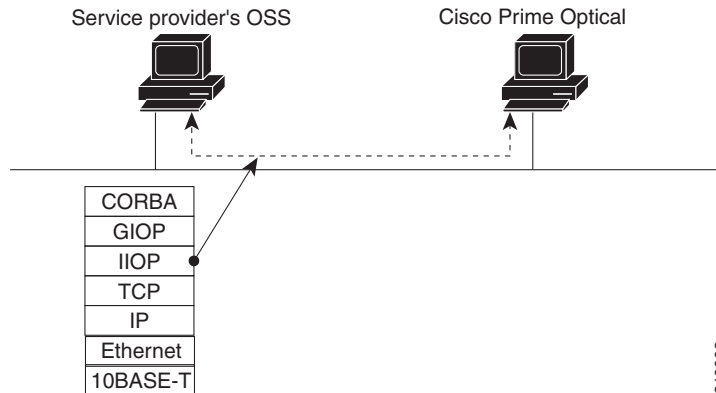 Service provider's OSS
Cisco Prime Optical
CORBA
GIOP
IIOP
TCP
IP
Ethernet
10BASE-T